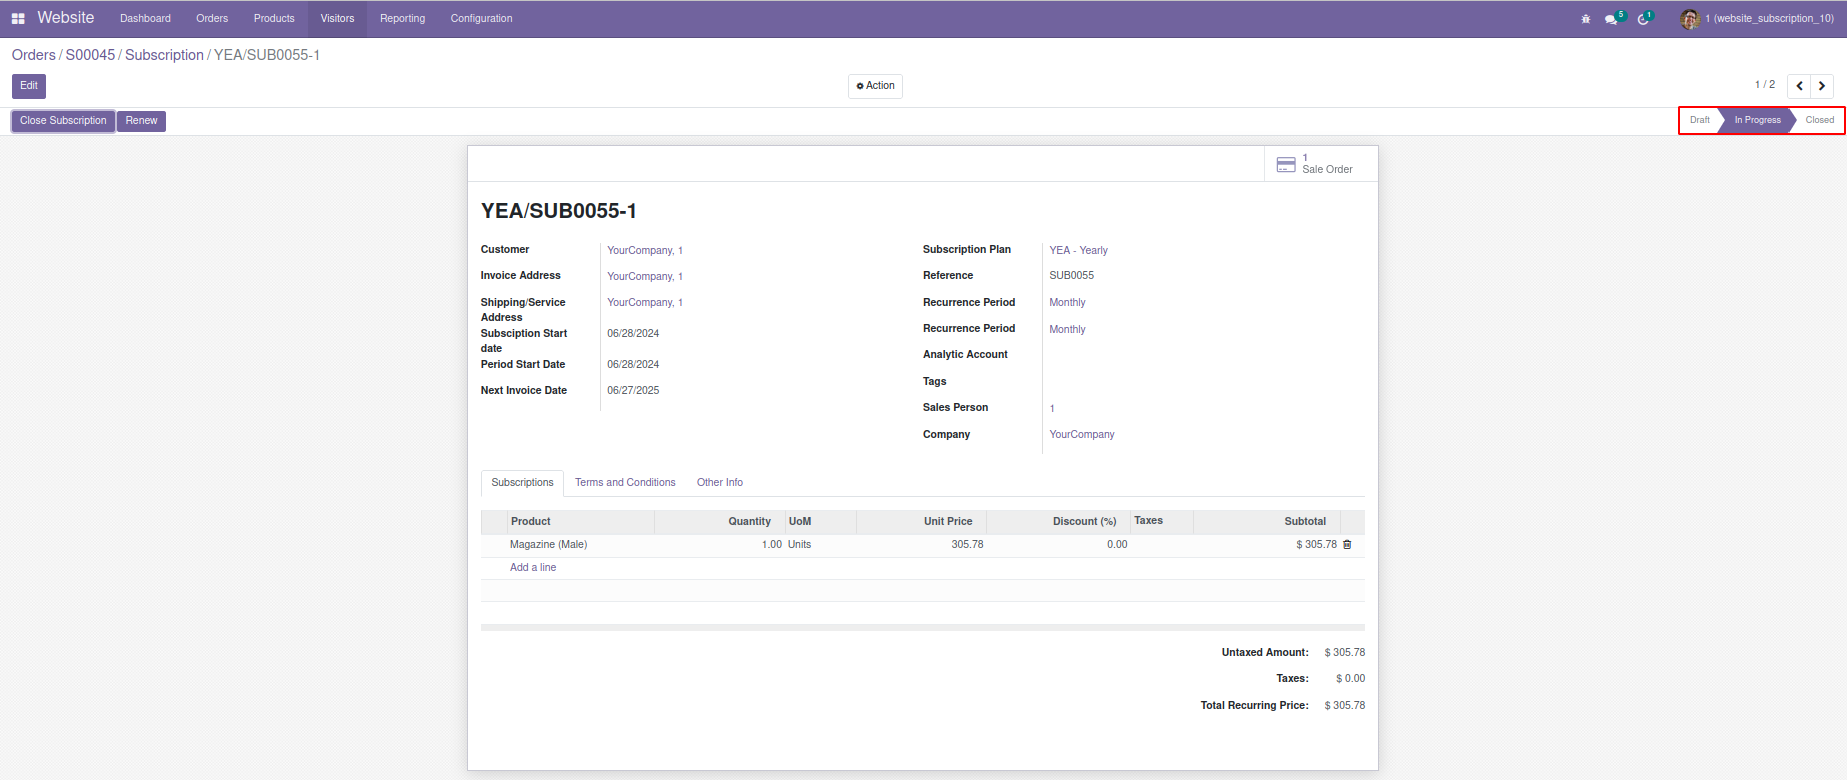 Website Dashboard Orders Products Visitors Reporting Configuration 5 1 1 (website_subscription_10)
Orders / S00045 / Subscription / YEA/SUB0055-1
Edit Action 1 / 2
Close Subscription Renew Draft In Progress Closed
1
Sale Order
YEA/SUB0055-1
Customer YourCompany, 1
Invoice Address YourCompany, 1
Shipping/Service Address YourCompany, 1
Subsciption Start date 06/28/2024
Period Start Date 06/28/2024
Next Invoice Date 06/27/2025
Subscription Plan YEA - Yearly
Reference SUB0055
Recurrence Period Monthly
Recurrence Period Monthly
Analytic Account
Tags
Sales Person 1
Company YourCompany
Subscriptions Terms and Conditions Other Info
Product Quantity UoM Unit Price Discount (%) Taxes Subtotal
Magazine (Male) 1.00 Units 305.78 0.00 $ 305.78
Add a line
Untaxed Amount: $ 305.78
Taxes: $ 0.00
Total Recurring Price: $ 305.78